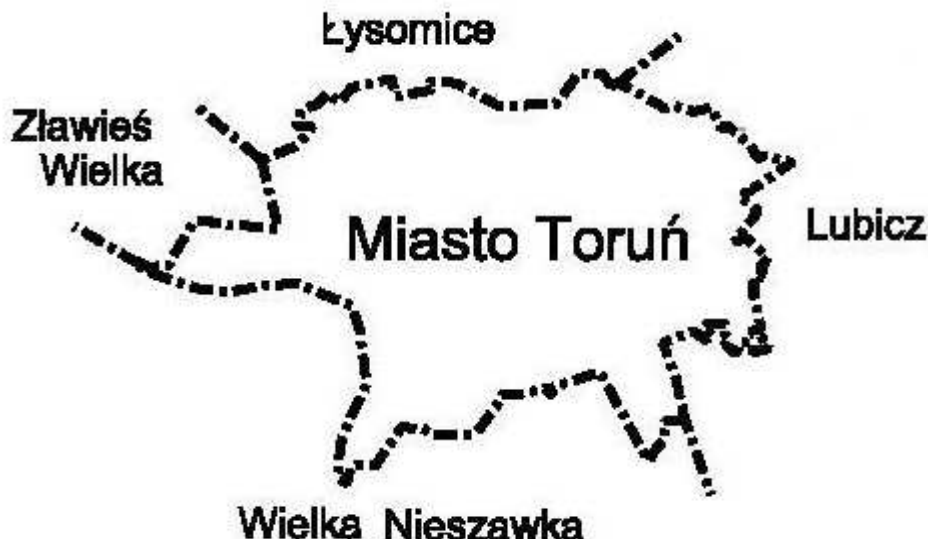 Łysomice
Zławieś
Wielka
Miasto Toruń
Lubicz
Wielka Nieszawka